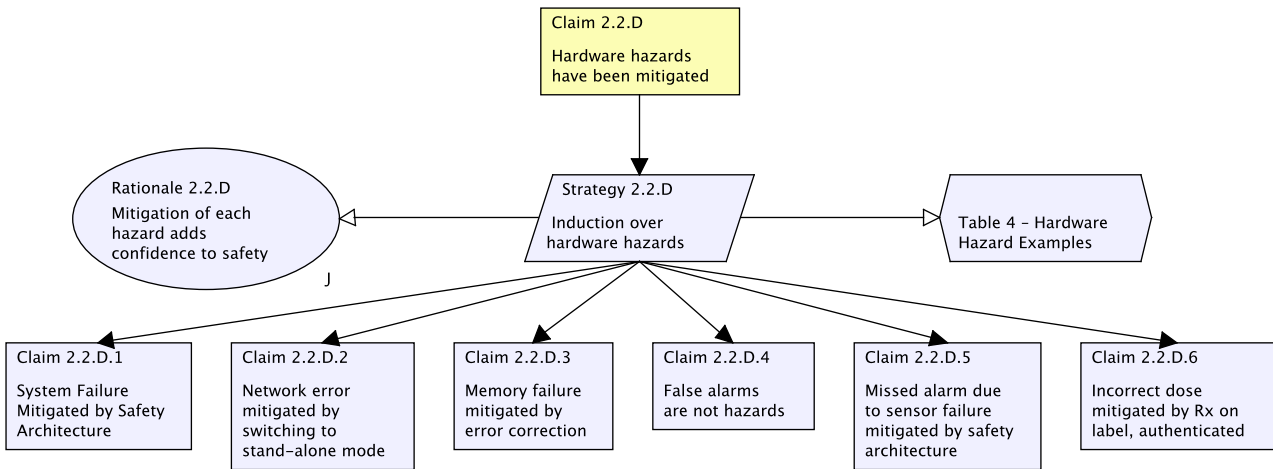 Claim 2.2.D
Hardware hazards
have been mitigated
Rationale 2.2.D
Mitigation of each
hazard adds
confidence to safety
J
Strategy 2.2.D
Induction over
hardware hazards
Table 4 – Hardware
Hazard Examples
Claim 2.2.D.1
System Failure
Mitigated by Safety
Architecture
Claim 2.2.D.2
Network error
mitigated by
switching to
stand-alone mode
Claim 2.2.D.3
Memory failure
mitigated by
error correction
Claim 2.2.D.4
False alarms
are not hazards
Claim 2.2.D.5
Missed alarm due
to sensor failure
mitigated by safety
architecture
Claim 2.2.D.6
Incorrect dose
mitigated by Rx on
label, authenticated